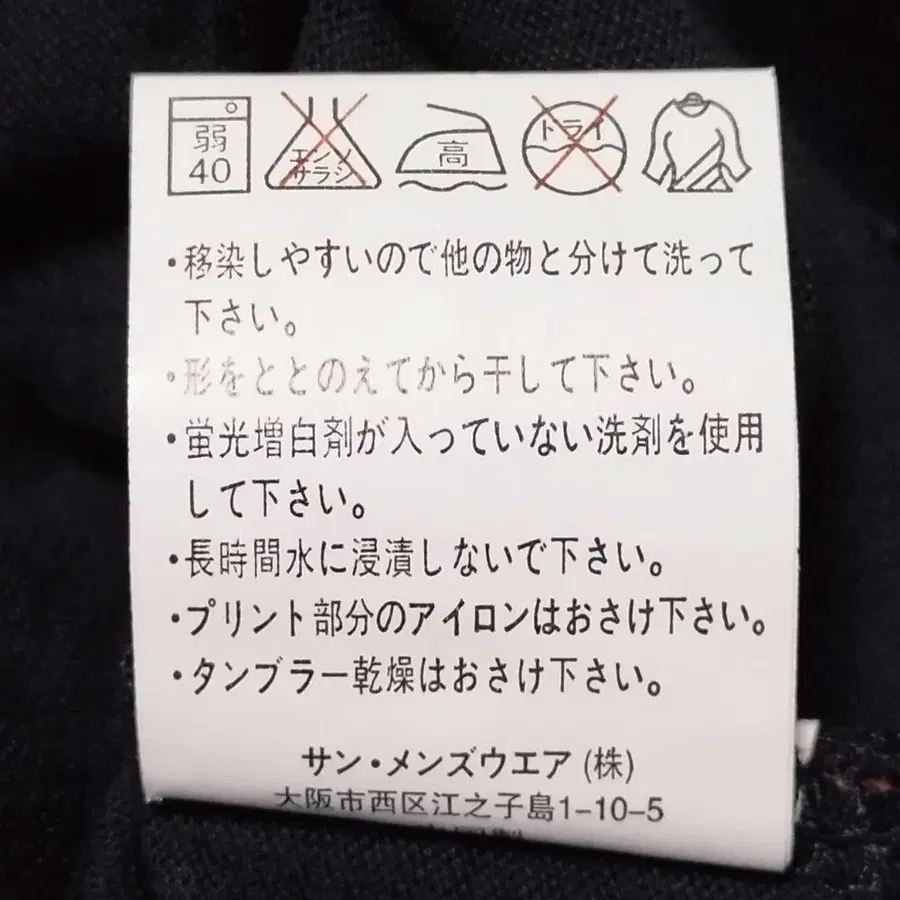 弱
40
エンソ
サラシ
高
ドライ
・移染しやすいので他の物と分けて洗って
下さい。
・形をととのえてから干して下さい。
・蛍光増白剤が入っていない洗剤を使用
して下さい。
・長時間水に浸漬しないで下さい。
・プリント部分のアイロンはおさけ下さい。
・タンブラー乾燥はおさけ下さい。
サン・メンズウエア (株)
大阪市西区江之子島1-10-5